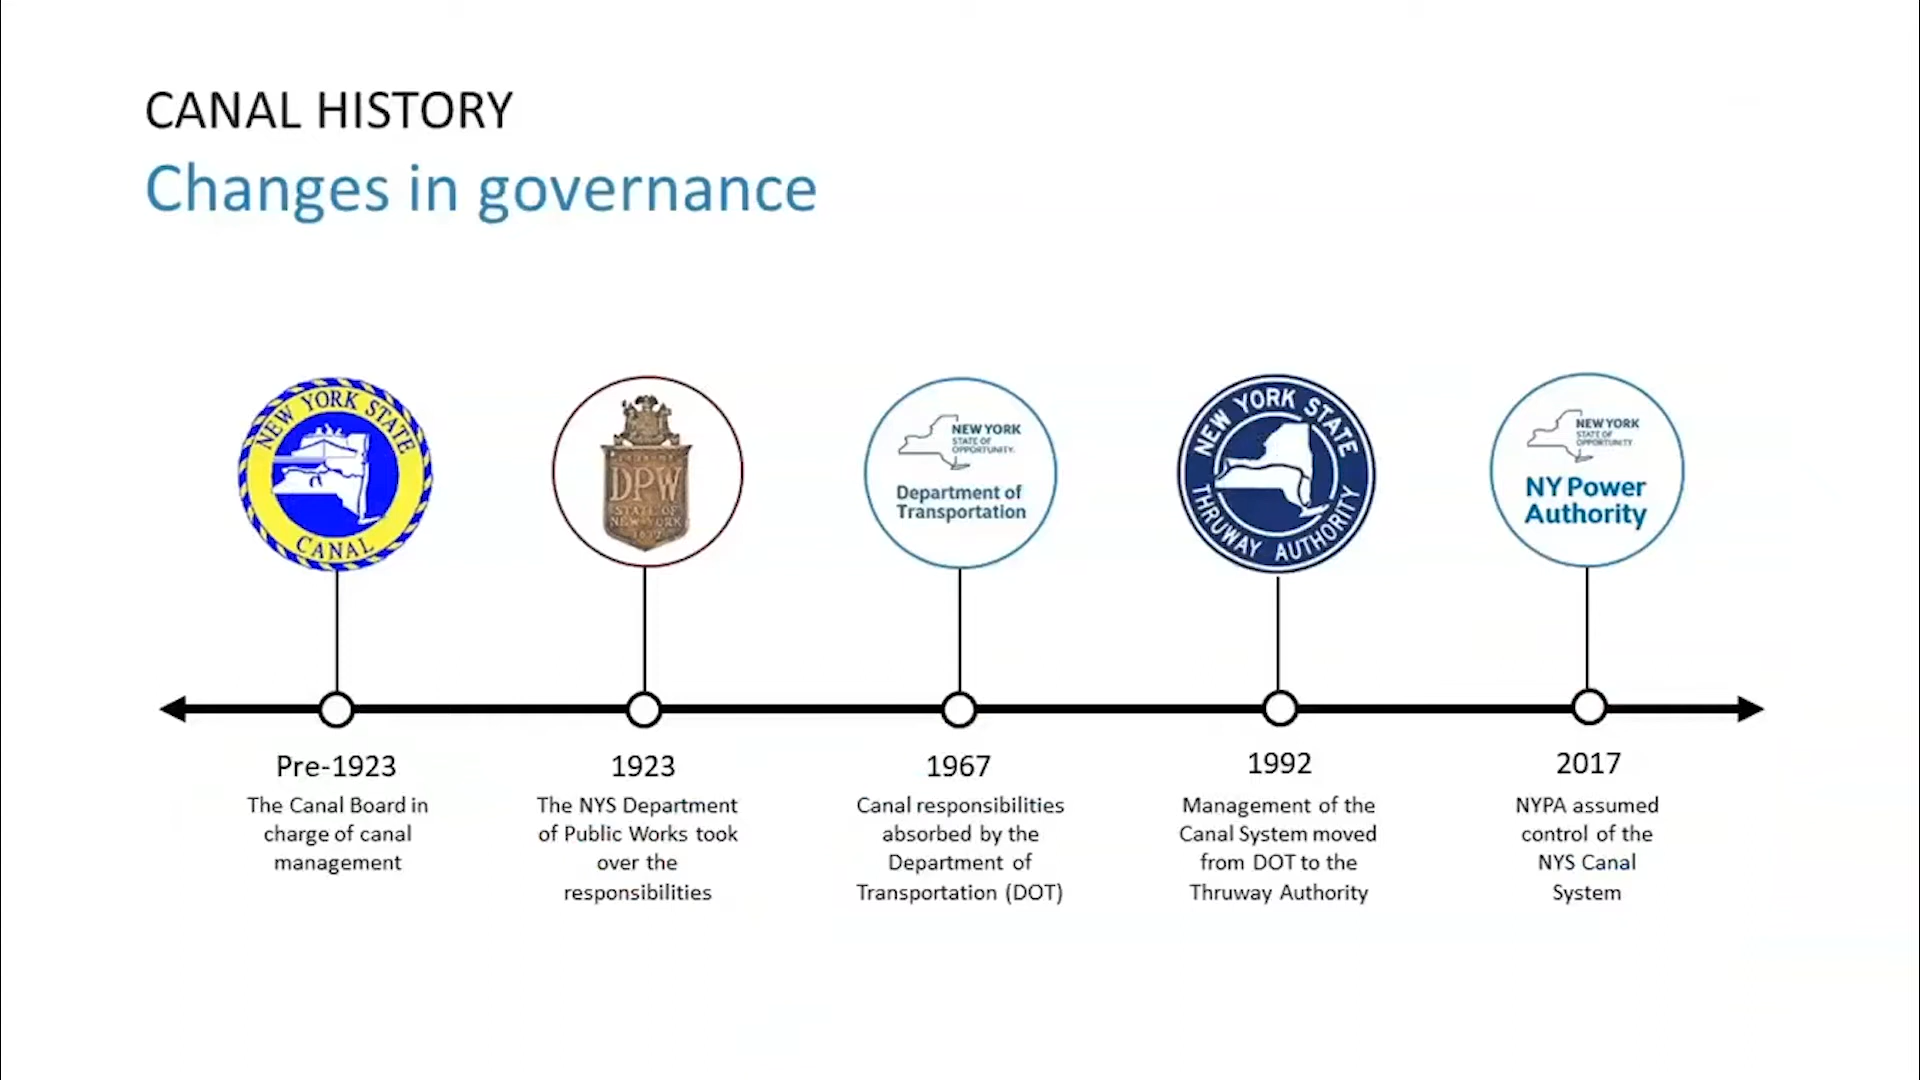 CANAL HISTORY
Changes in governance
NEW YORK STATE
CANAL
DPW
STATE OF
NEW YORK
NEW YORK
STATE OF
OPPORTUNITY.
Department of
Transportation
NEW YORK STATE
THRUWAY AUTHORITY
NEW YORK
STATE OF
OPPORTUNITY
NY Power
Authority
Pre-1923
The Canal Board in
charge of canal
management
1923
The NYS Department
of Public Works took
over the
responsibilities
1967
Canal responsibilities
absorbed by the
Department of
Transportation (DOT)
1992
Management of the
Canal System moved
from DOT to the
Thruway Authority
2017
NYPA assumed
control of the
NYS Canal
System